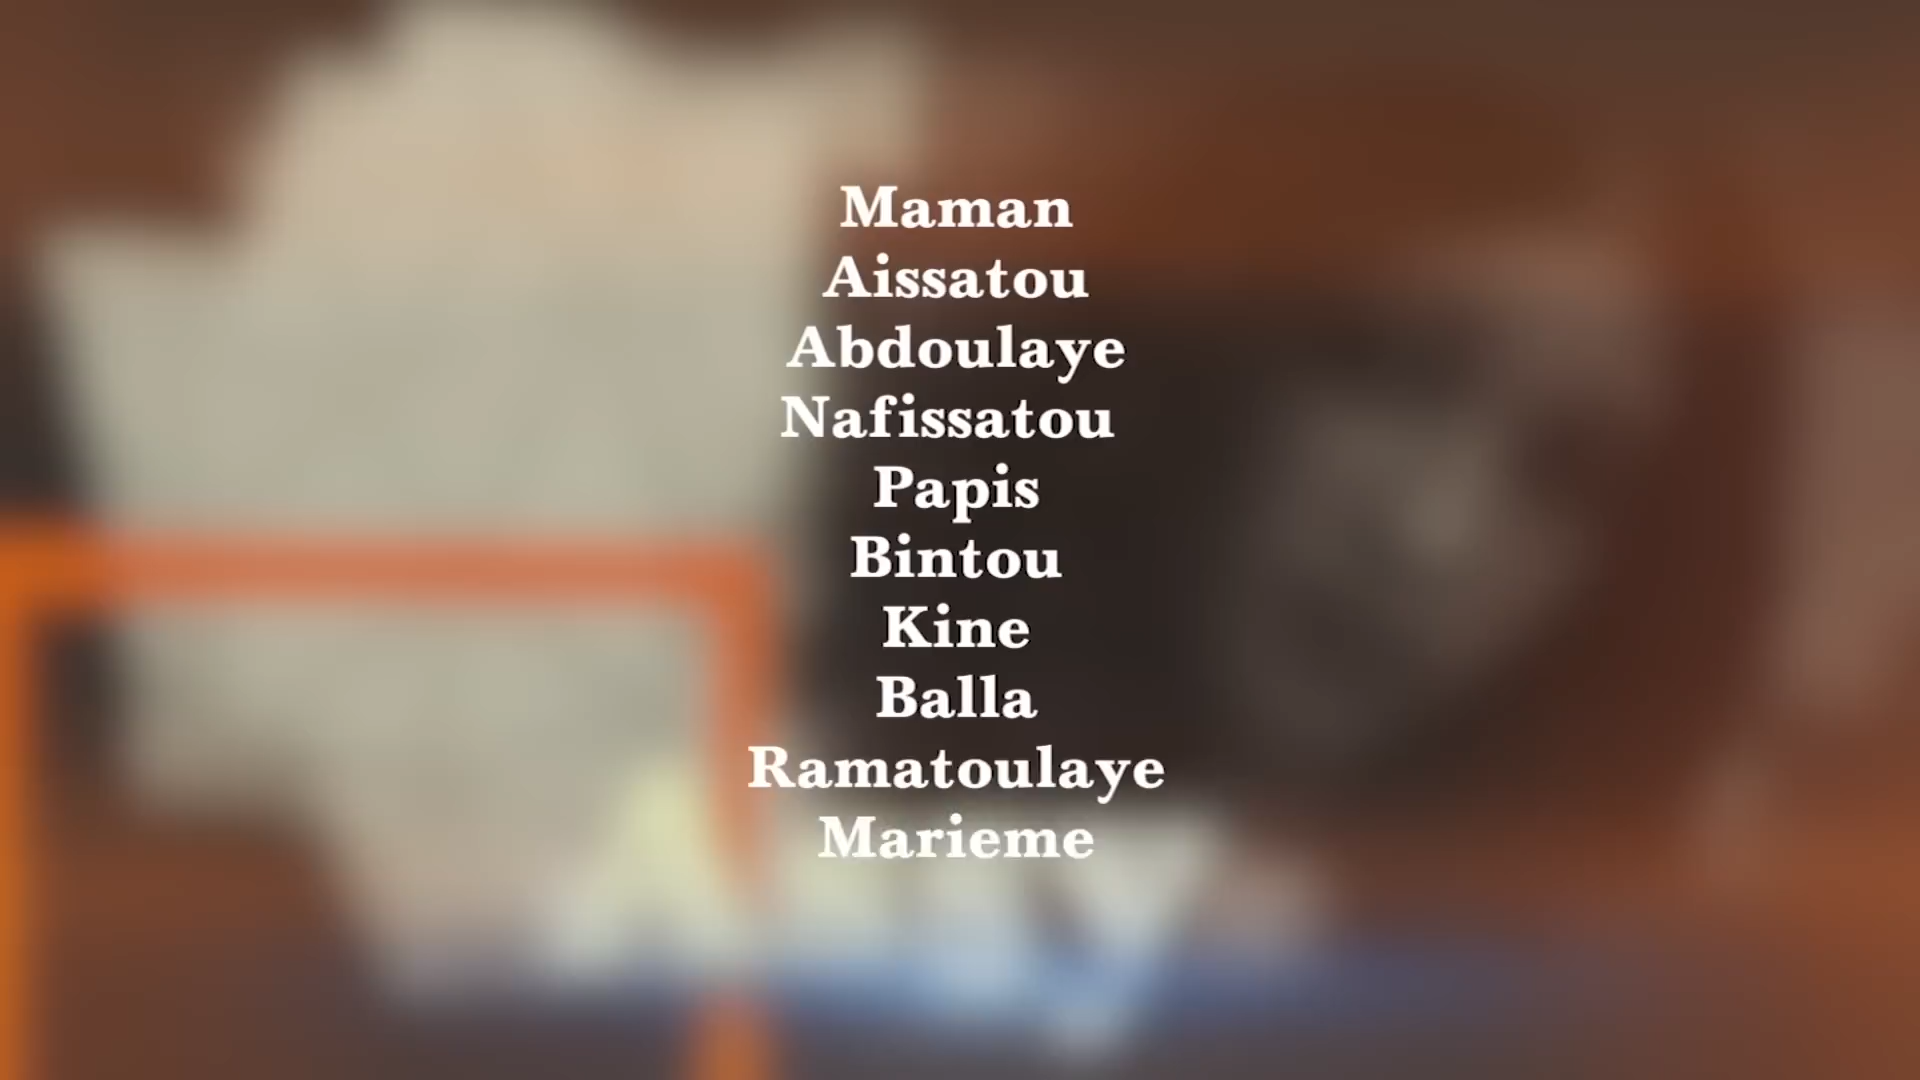 Maman
Aissatou
Abdoulaye
Nafissatou
Papis
Bintou
Kine
Balla
Ramatoulaye
Marieme